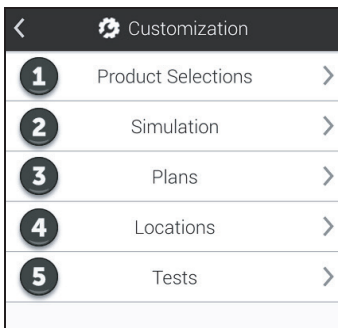 Customization
1 Product Selections
2 Simulation
3 Plans
4 Locations
5 Tests